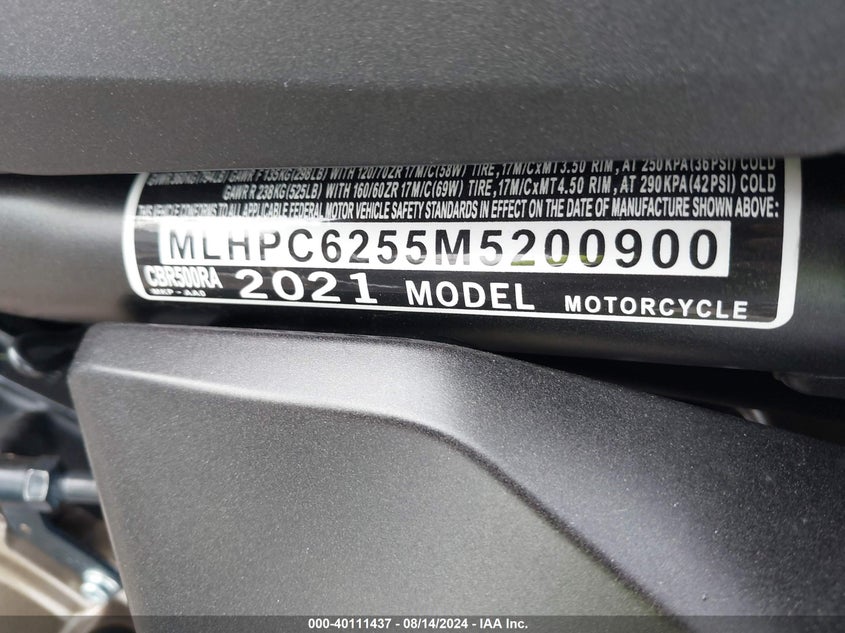 GAWR F 135KG(298LB) WITH 120/70ZR 17M/C(58W) TIRE, 17M/CxMT3.50 RIM, AT 250KPA(36PSI) COLD
GAWR R 238KG(525LB) WITH 160/60ZR 17M/C(69W) TIRE, 17M/CxMT4.50 RIM, AT 290KPA(42PSI) COLD
THIS VEHICLE CONFORMS TO ALL APPLICABLE FEDERAL MOTOR VEHICLE SAFETY STANDARDS IN EFFECT ON THE DATE OF MANUFACTURE SHOWN ABOVE:
MLHPC6255M5200900
CBR500RA 2021 MODEL MOTORCYCLE
MKP-AA0
000-40111437 - 08/14/2024 - IAA Inc.